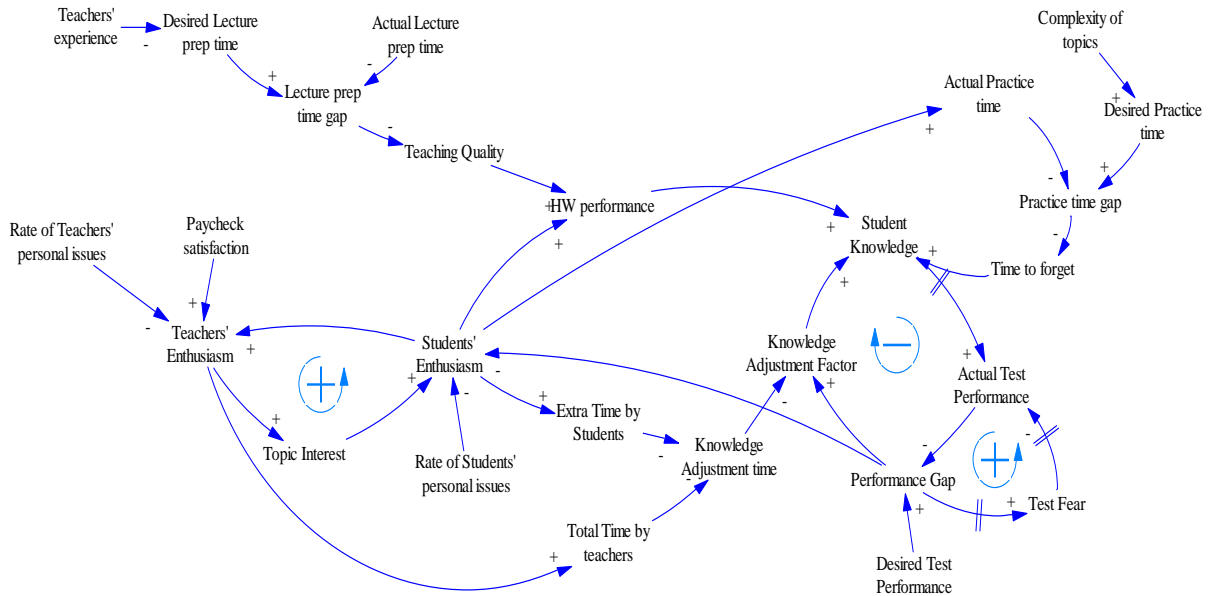 Teachers'
experience
Desired Lecture
prep time
Actual Lecture
prep time
Complexity of
topics
-
-
+
Lecture prep
time gap
Actual Practice
time
+
Desired Practice
time
-
Teaching Quality
+
-
+
+
HW performance
Practice time gap
Rate of Teachers'
personal issues
Paycheck
satisfaction
+
+
Student
Knowledge
+
-
Time to forget
+
+
-
Teachers'
Enthusiasm
+
Students'
Enthusiasm
Knowledge
Adjustment Factor
+
Actual Test
Performance
+
-
+
-
+
-
+
Extra Time by
Students
-
+
Topic Interest
Rate of Students'
personal issues
-
Knowledge
Adjustment time
-
-
-
Performance Gap
+
+
Test Fear
+
Total Time by
teachers
Desired Test
Performance